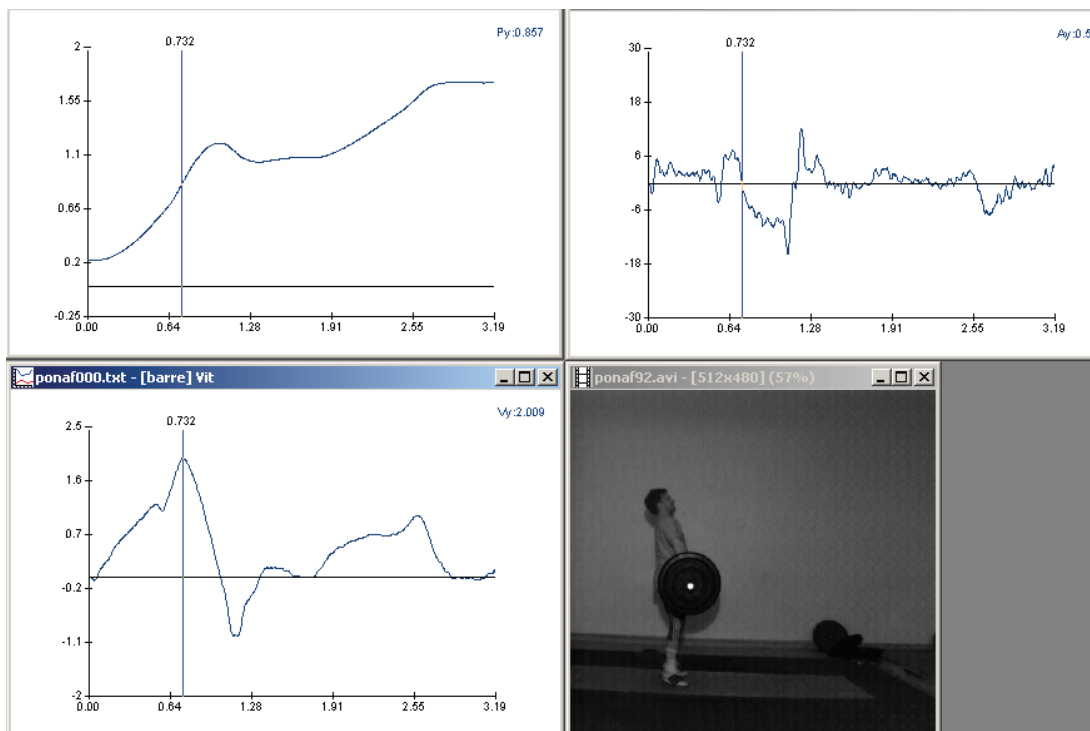 Py:0.857
0.732
2
1.55
1.1
0.65
0.2
-0.25
0.00 0.64 1.28 1.91 2.55 3.19
Ay:0.5
0.732
30
18
6
-6
-18
-30
0.00 0.64 1.28 1.91 2.55 3.19
ponaf000.txt - [barre] Vit
Vy:2.009
0.732
2.5
1.6
0.7
-0.2
-1.1
-2
0.00 0.64 1.28 1.91 2.55 3.19
ponaf92.avi - [512x480] (57%)